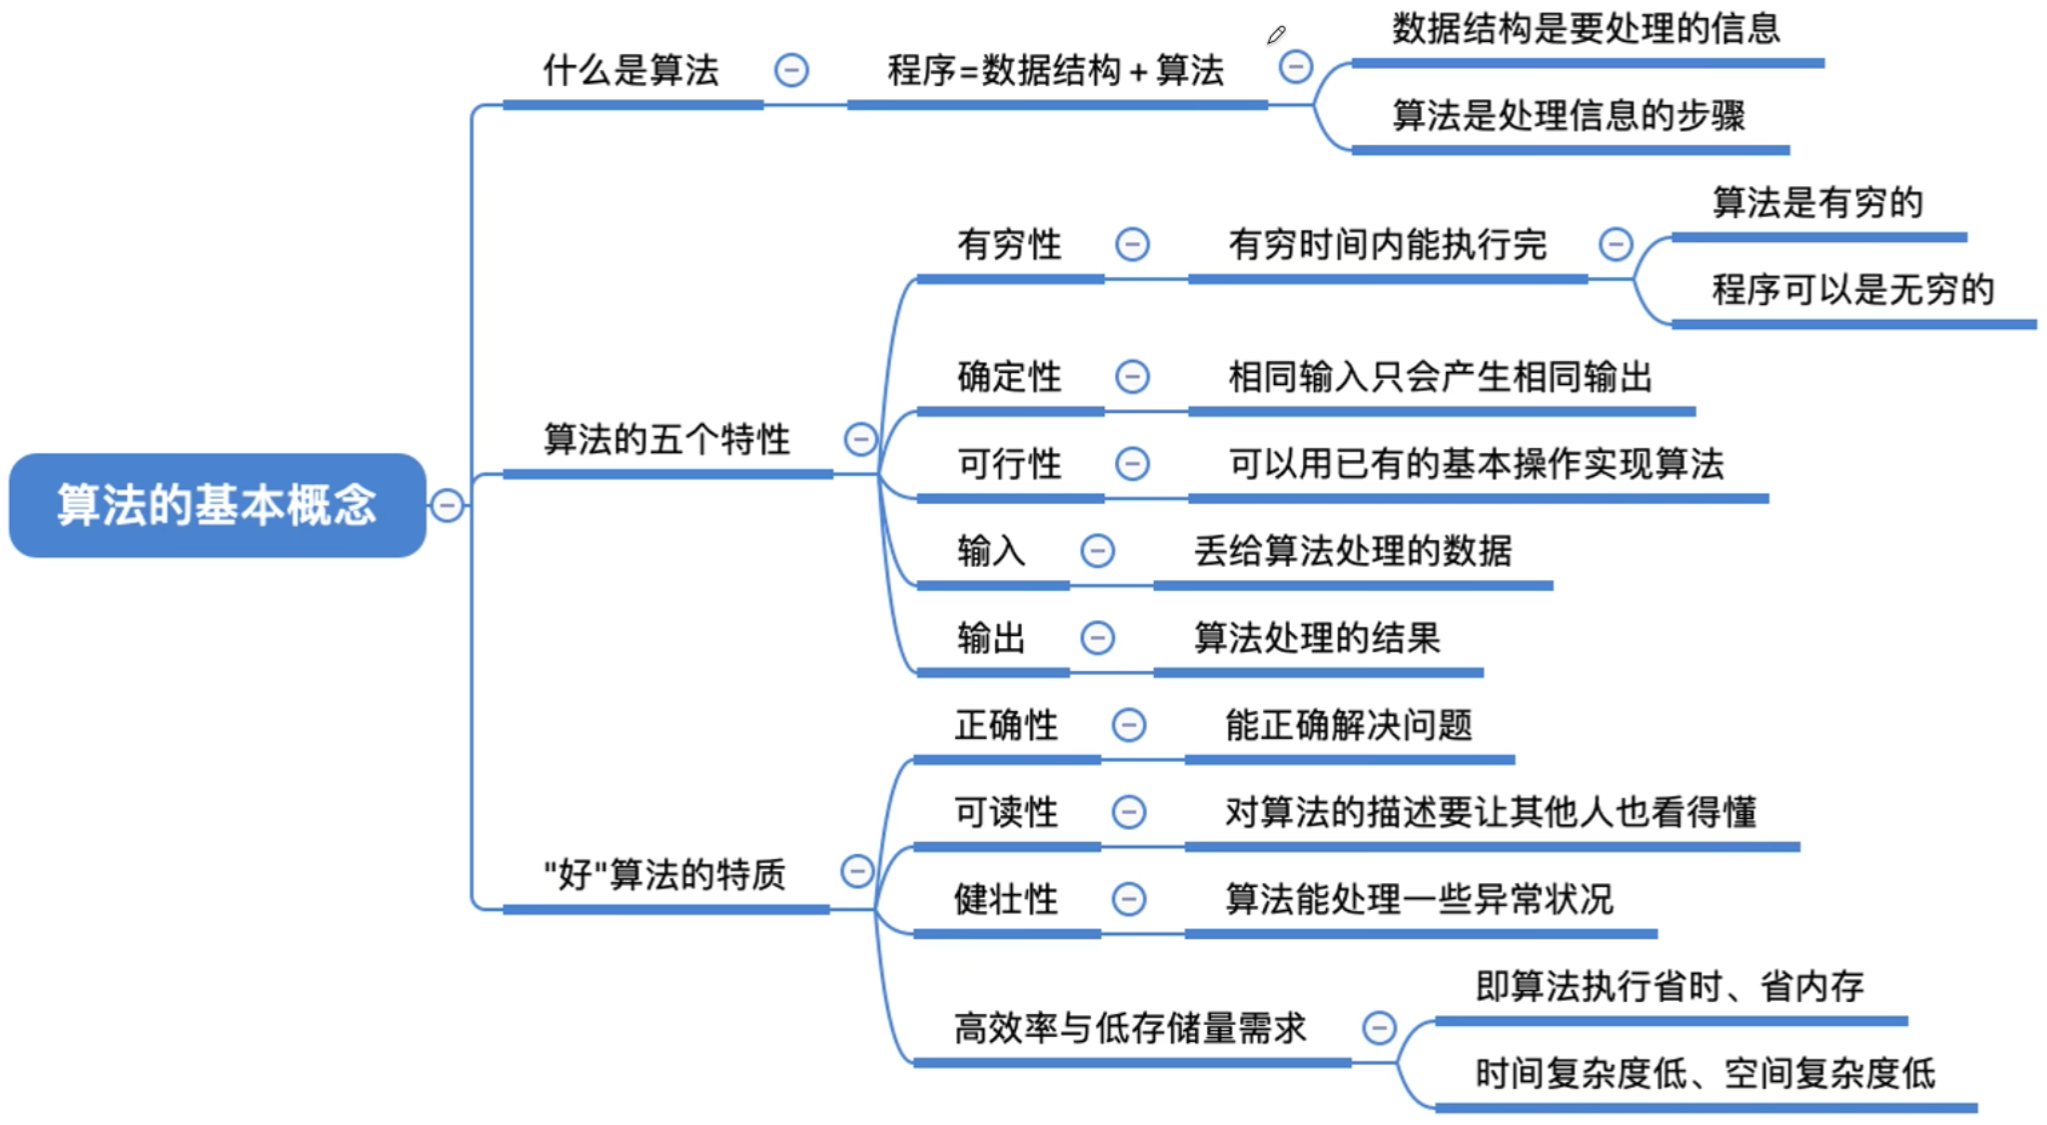 算法的基本概念
什么是算法
程序=数据结构+算法
数据结构是要处理的信息
算法是处理信息的步骤
算法的五个特性
有穷性
有穷时间内能执行完
算法是有穷的
程序可以是无穷的
确定性
相同输入只会产生相同输出
可行性
可以用已有的基本操作实现算法
输入
丢给算法处理的数据
输出
算法处理的结果
"好"算法的特质
正确性
能正确解决问题
可读性
对算法的描述要让其他人也看得懂
健壮性
算法能处理一些异常状况
高效率与低存储量需求
即算法执行省时、省内存
时间复杂度低、空间复杂度低